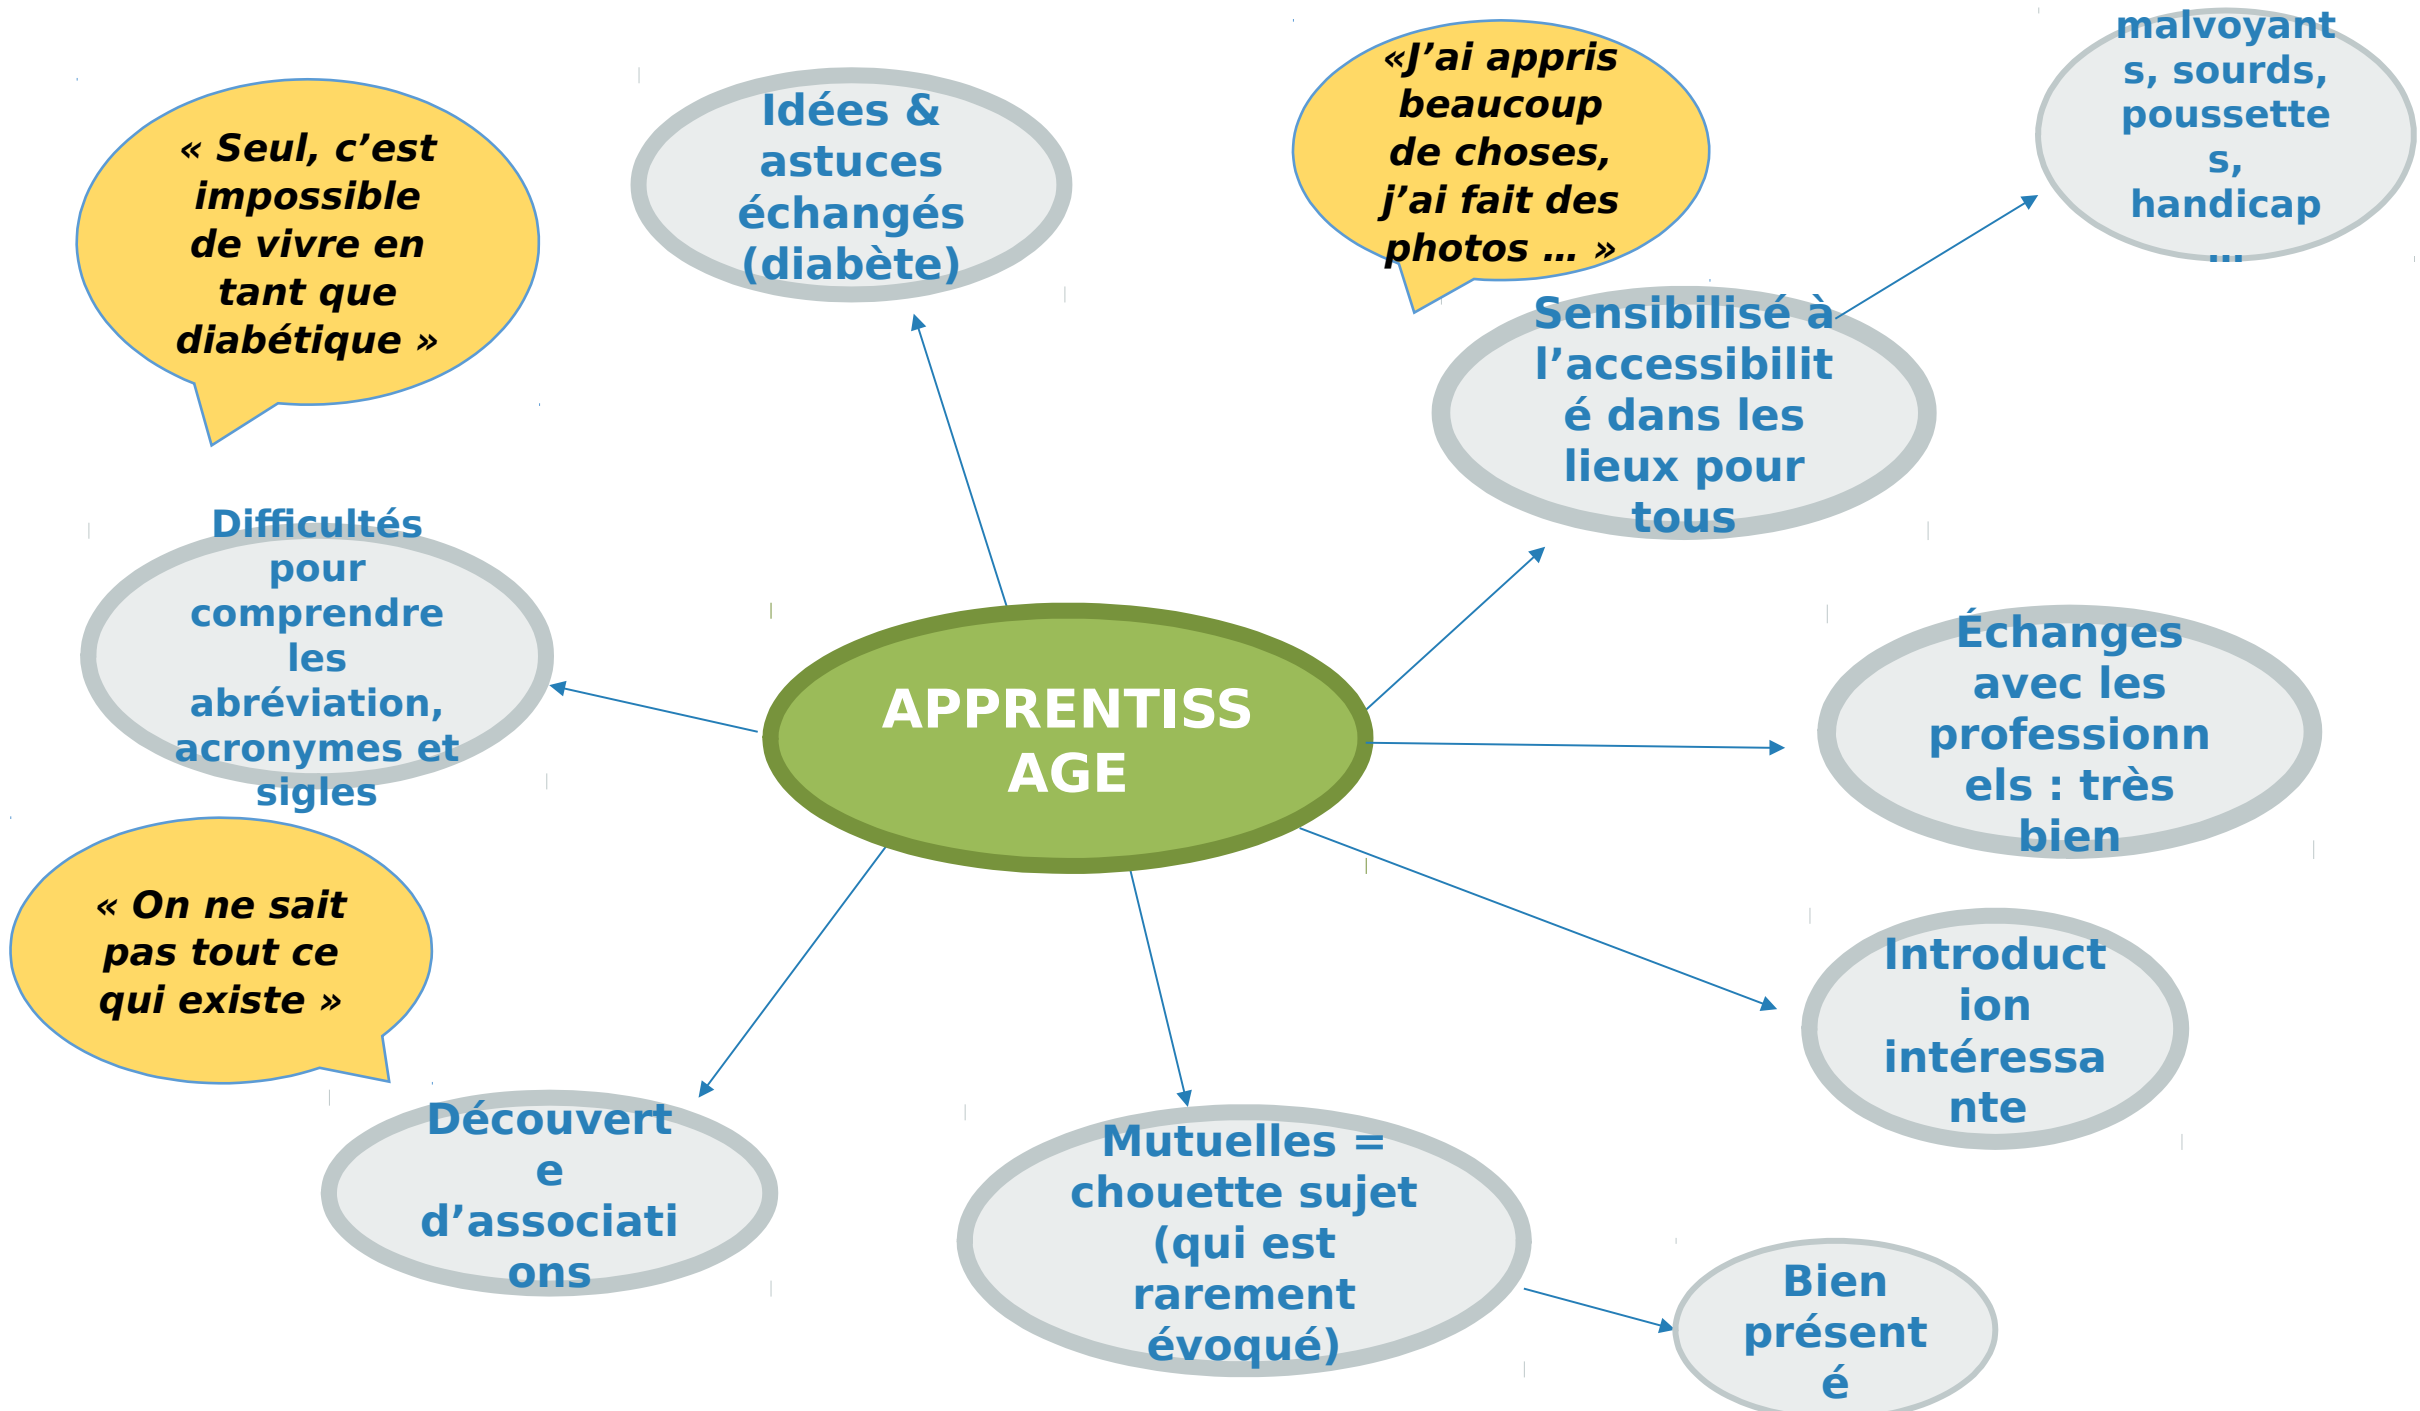 « Seul, c’est
impossible
de vivre en
tant que
diabétique »
Idées &
astuces
échangés
(diabète)
«J’ai appris
beaucoup
de choses,
j’ai fait des
photos … »
malvoyant
s, sourds,
poussette
s,
handicap
…
Sensibilisé à
l’accessibilit
é dans les
lieux pour
tous
Difficultés
pour
comprendre
les
abréviation,
acronymes et
sigles
APPRENTISS
AGE
Échanges
avec les
professionn
els : très
bien
« On ne sait
pas tout ce
qui existe »
Introduct
ion
intéressa
nte
Découvert
e
d’associati
ons
Mutuelles =
chouette sujet
(qui est
rarement
évoqué)
Bien
présent
é